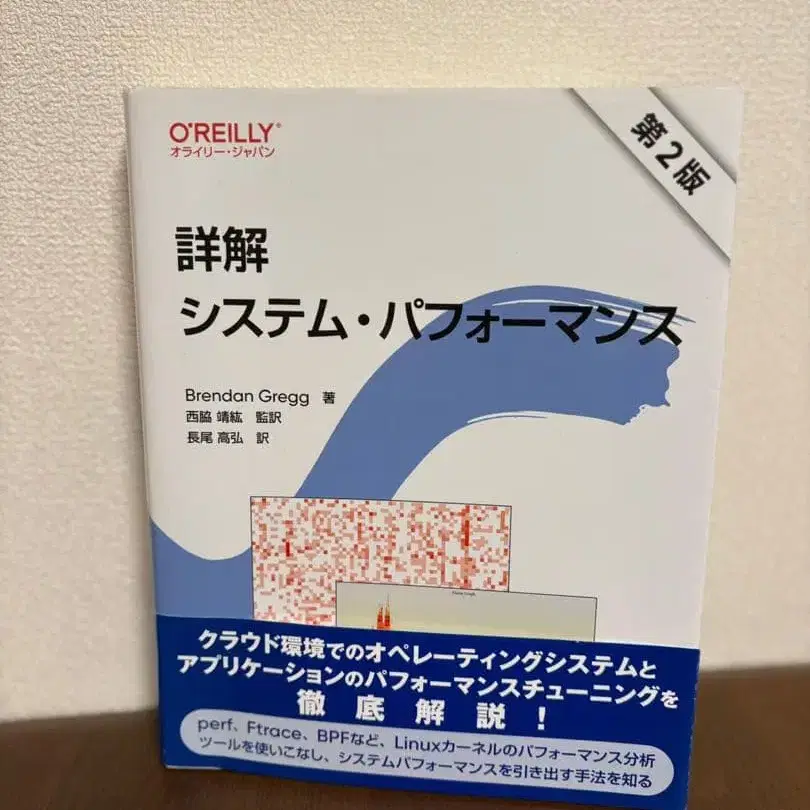 O'REILLY®
オライリー・ジャパン
第2版
詳解
システム・パフォーマンス
Brendan Gregg 著
西脇 靖紘 監訳
長尾 高弘 訳
クラウド環境でのオペレーティングシステムと
アプリケーションのパフォーマンスチューニングを
徹底解説！
perf、Ftrace、BPFなど、Linuxカーネルのパフォーマンス分析
ツールを使いこなし、システムパフォーマンスを引き出す手法を知る